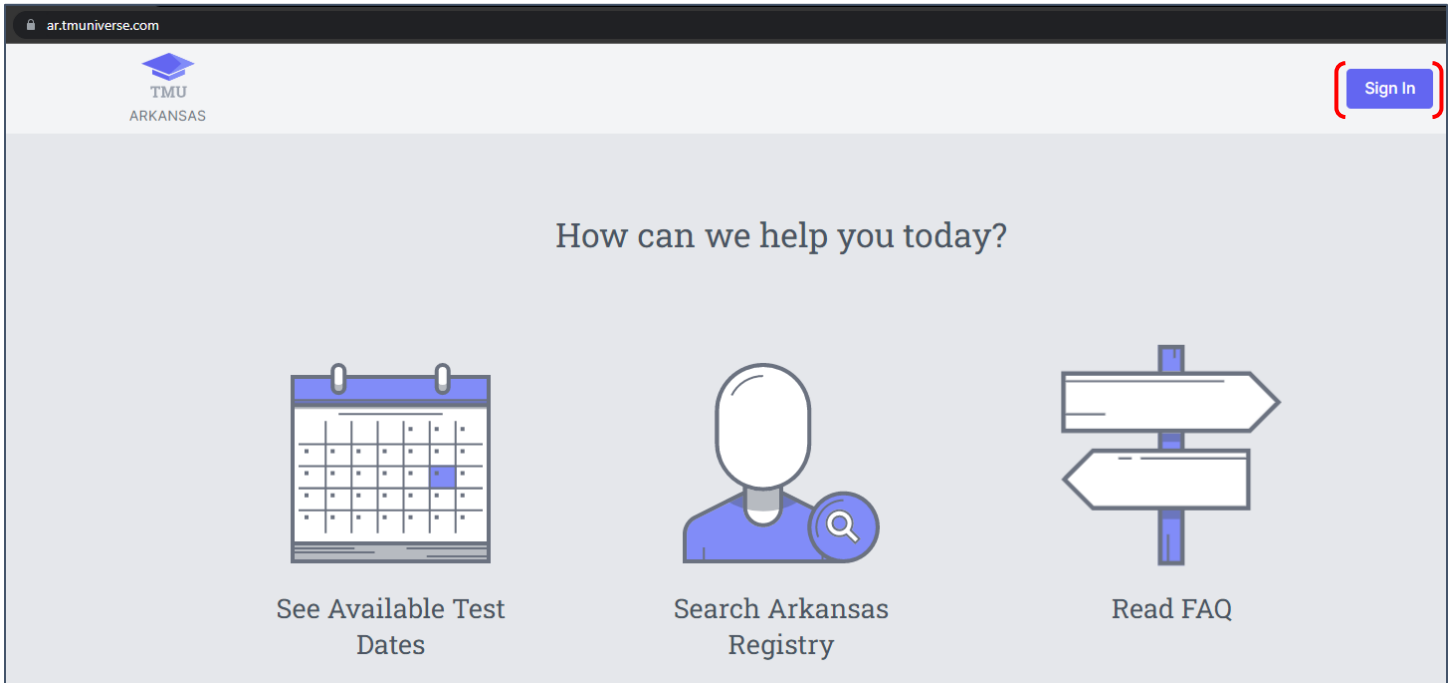 ar.tmuniverse.com
TMU
ARKANSAS
Sign In
How can we help you today?
See Available Test
Dates
Search Arkansas
Registry
Read FAQ